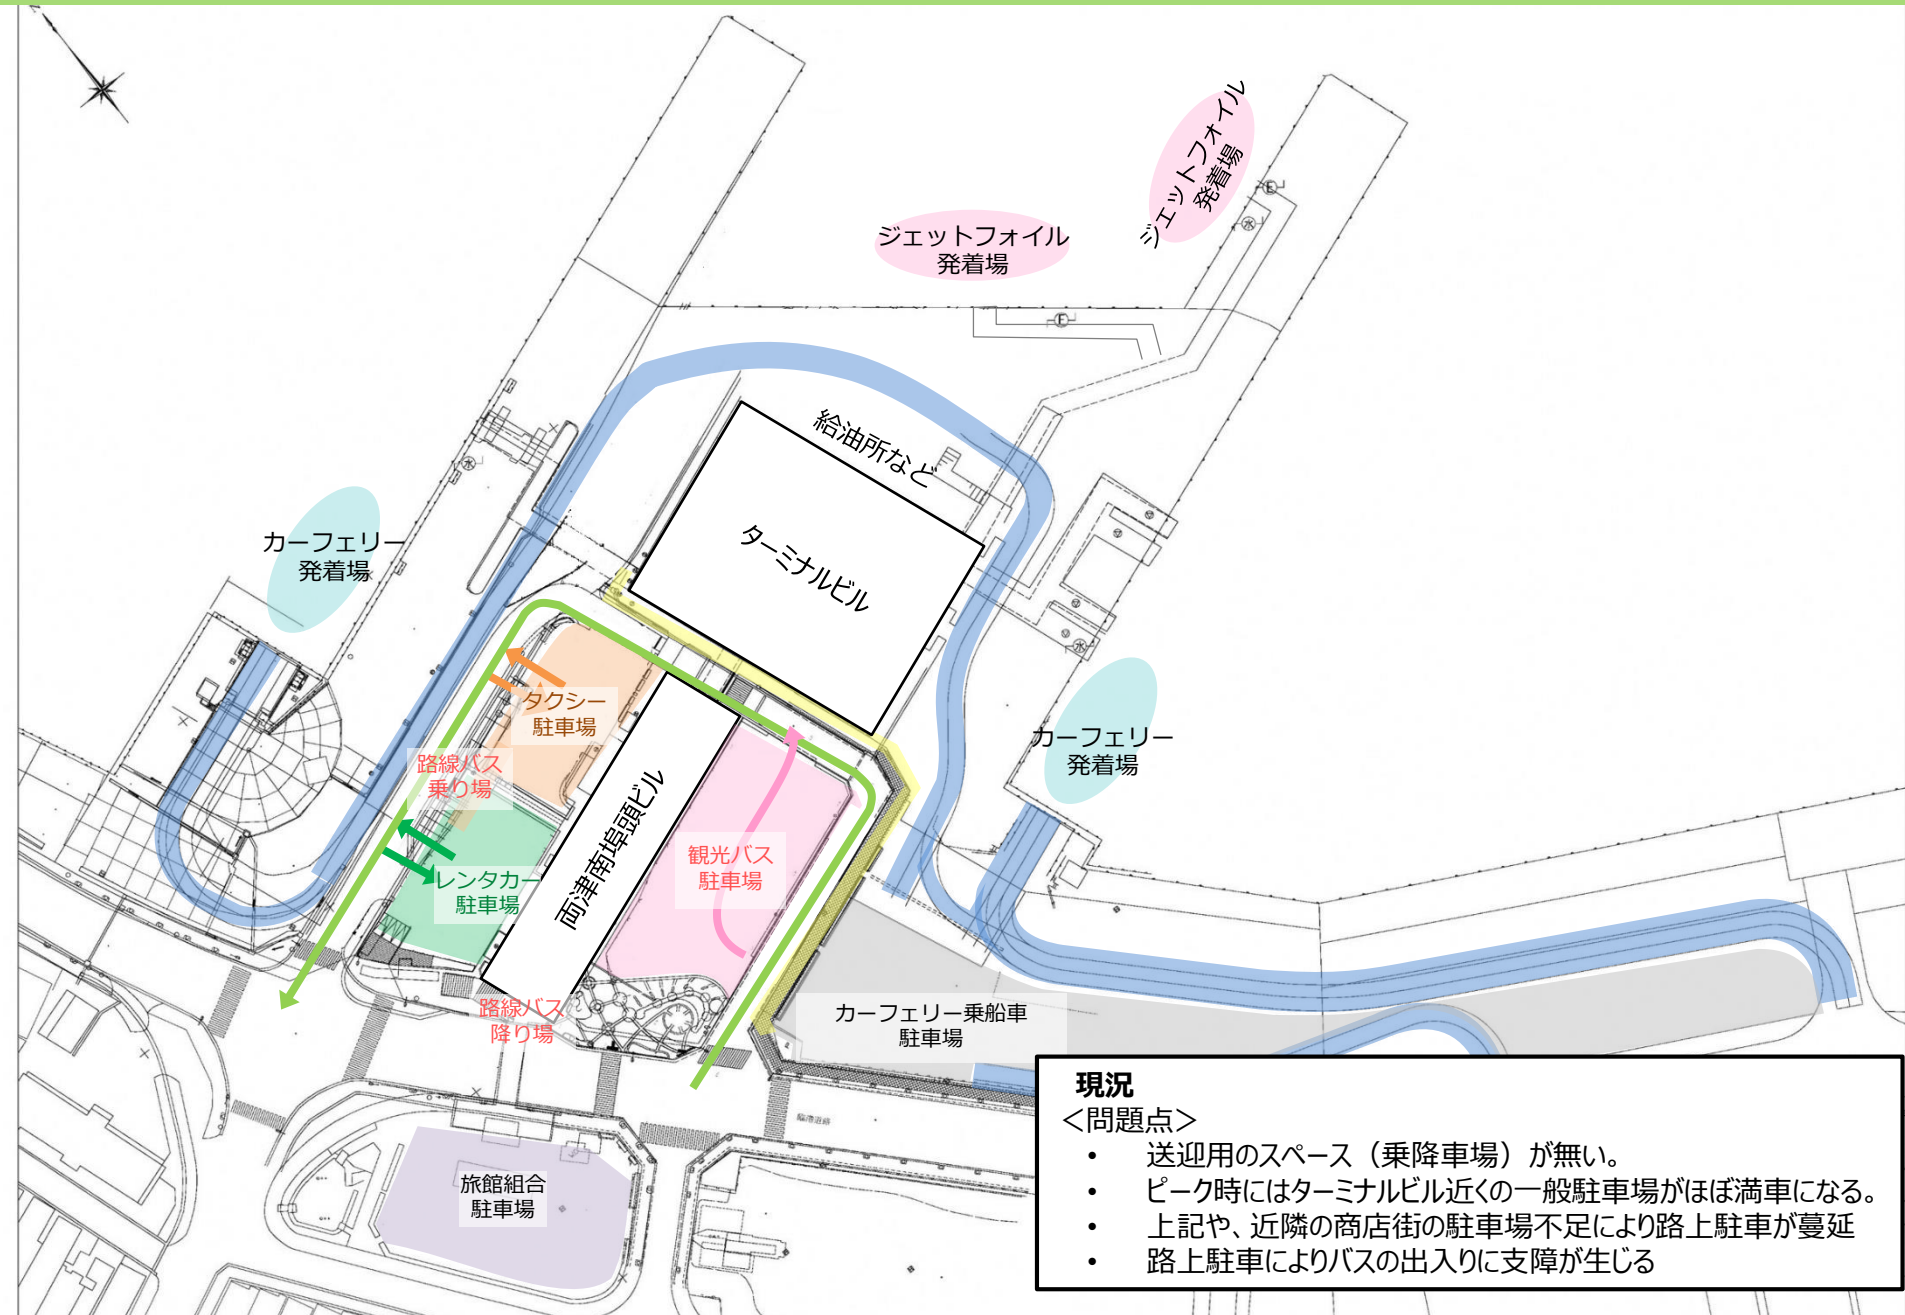 ジェットフォイル
発着場
ジェットフォイル
発着場
給油所など
ターミナルビル
カーフェリー
発着場
タクシー
駐車場
路線バス
乗り場
カーフェリー
発着場
両津南埠頭ビル
観光バス
駐車場
レンタカー
駐車場
路線バス
降り場
カーフェリー乗船車
駐車場
臨港道路
旅館組合
駐車場
現況
＜問題点＞
• 送迎用のスペース（乗降車場）が無い。
• ピーク時にはターミナルビル近くの一般駐車場がほぼ満車になる。
• 上記や、近隣の商店街の駐車場不足により路上駐車が蔓延
• 路上駐車によりバスの出入りに支障が生じる